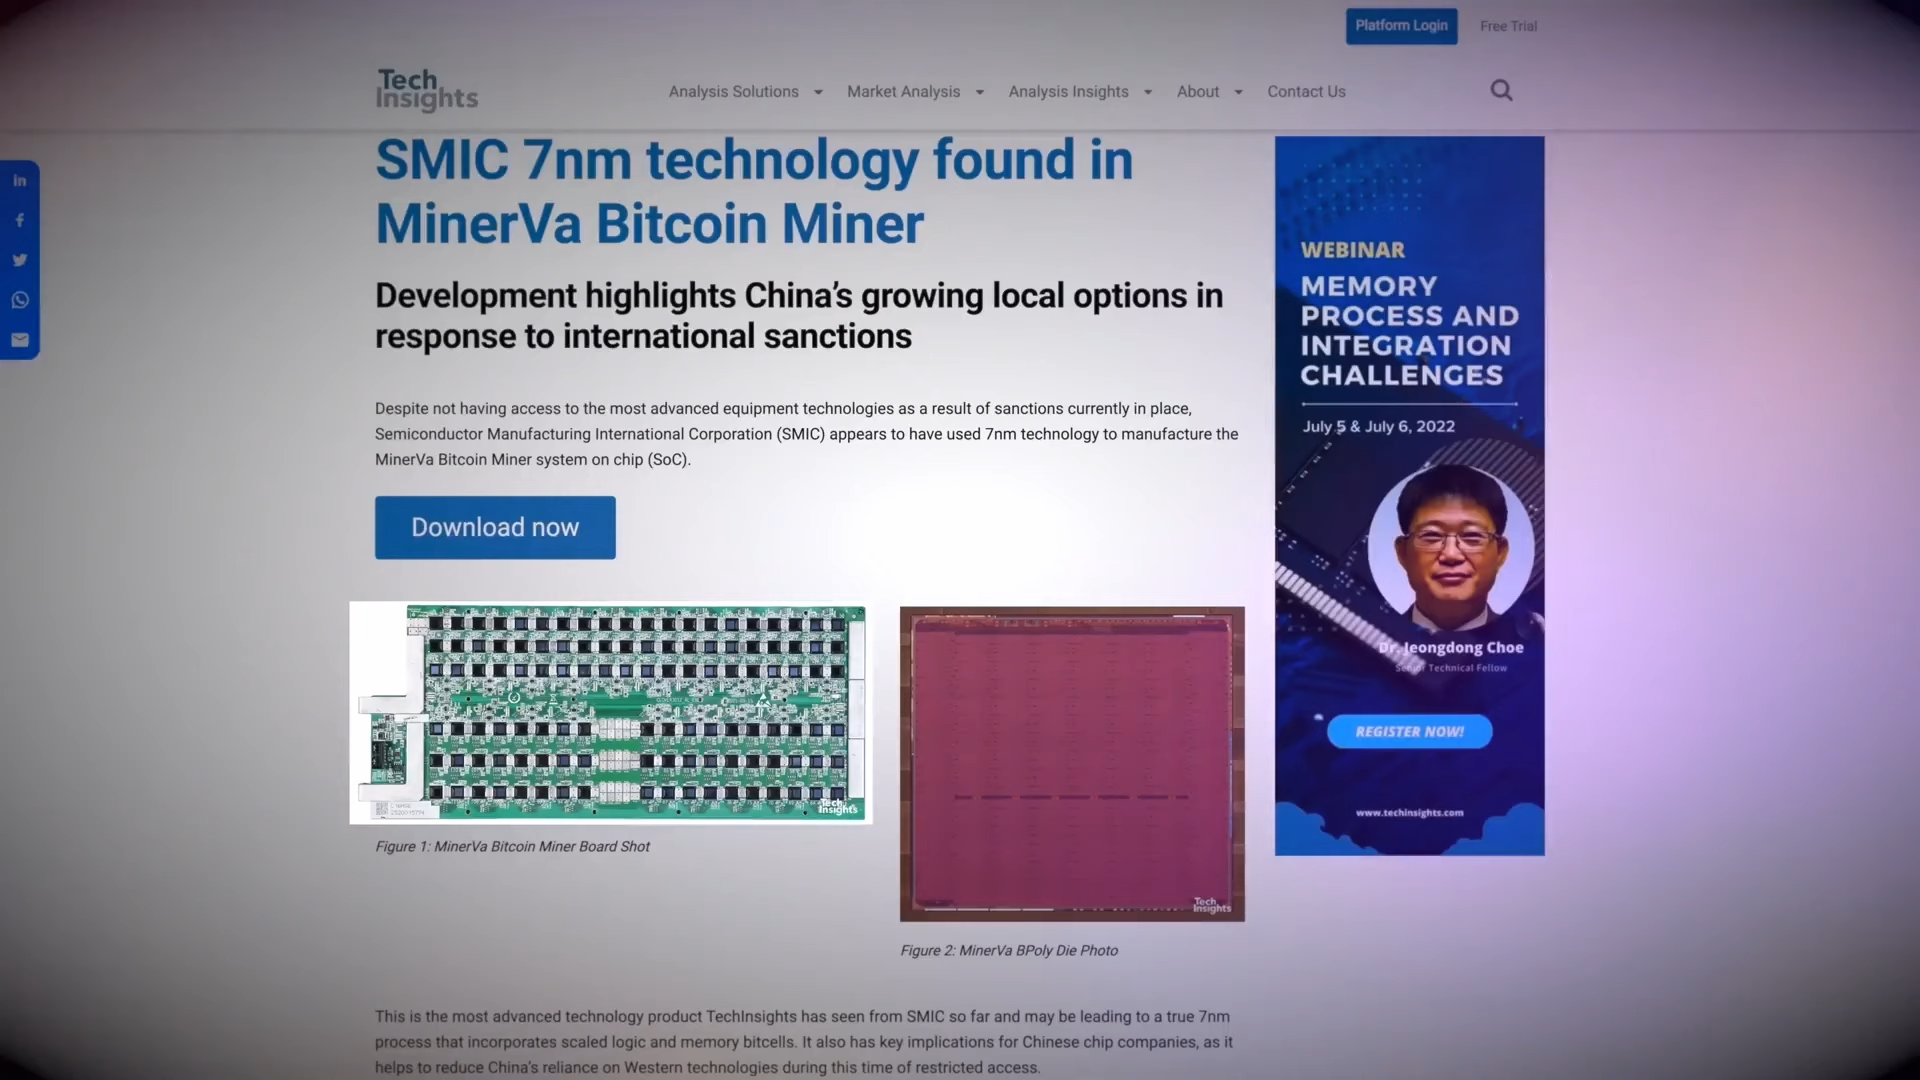 Platform Login
Free Trial
Tech
Insights
Analysis Solutions
Market Analysis
Analysis Insights
About
Contact Us
SMIC 7nm technology found in
MinerVa Bitcoin Miner
Development highlights China’s growing local options in
response to international sanctions
Despite not having access to the most advanced equipment technologies as a result of sanctions currently in place,
Semiconductor Manufacturing International Corporation (SMIC) appears to have used 7nm technology to manufacture the
MinerVa Bitcoin Miner system on chip (SoC).
Download now
Tech
Insights
Figure 1: MinerVa Bitcoin Miner Board Shot
Tech
Insights
Figure 2: MinerVa BPoly Die Photo
This is the most advanced technology product TechInsights has seen from SMIC so far and may be leading to a true 7nm
process that incorporates scaled logic and memory bitcells. It also has key implications for Chinese chip companies, as it
helps to reduce China’s reliance on Western technologies during this time of restricted access.
WEBINAR
MEMORY
PROCESS AND
INTEGRATION
CHALLENGES
July 5 & July 6, 2022
Dr. Jeongdong Choe
Senior Technical Fellow
REGISTER NOW!
www.techinsights.com